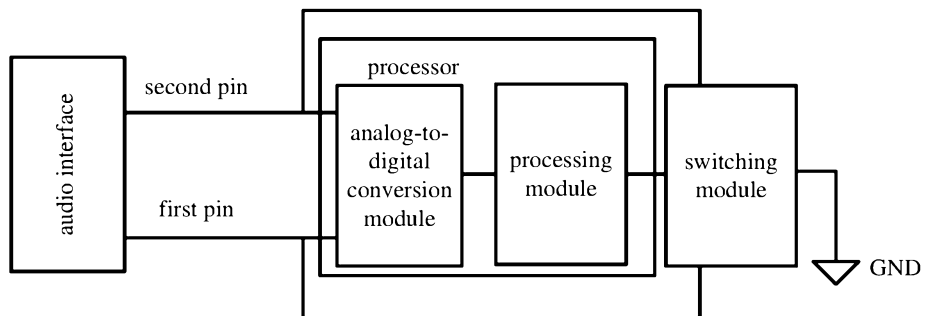 audio interface
second pin
first pin
processor
analog-to-
digital
conversion
module
processing
module
switching
module
GND